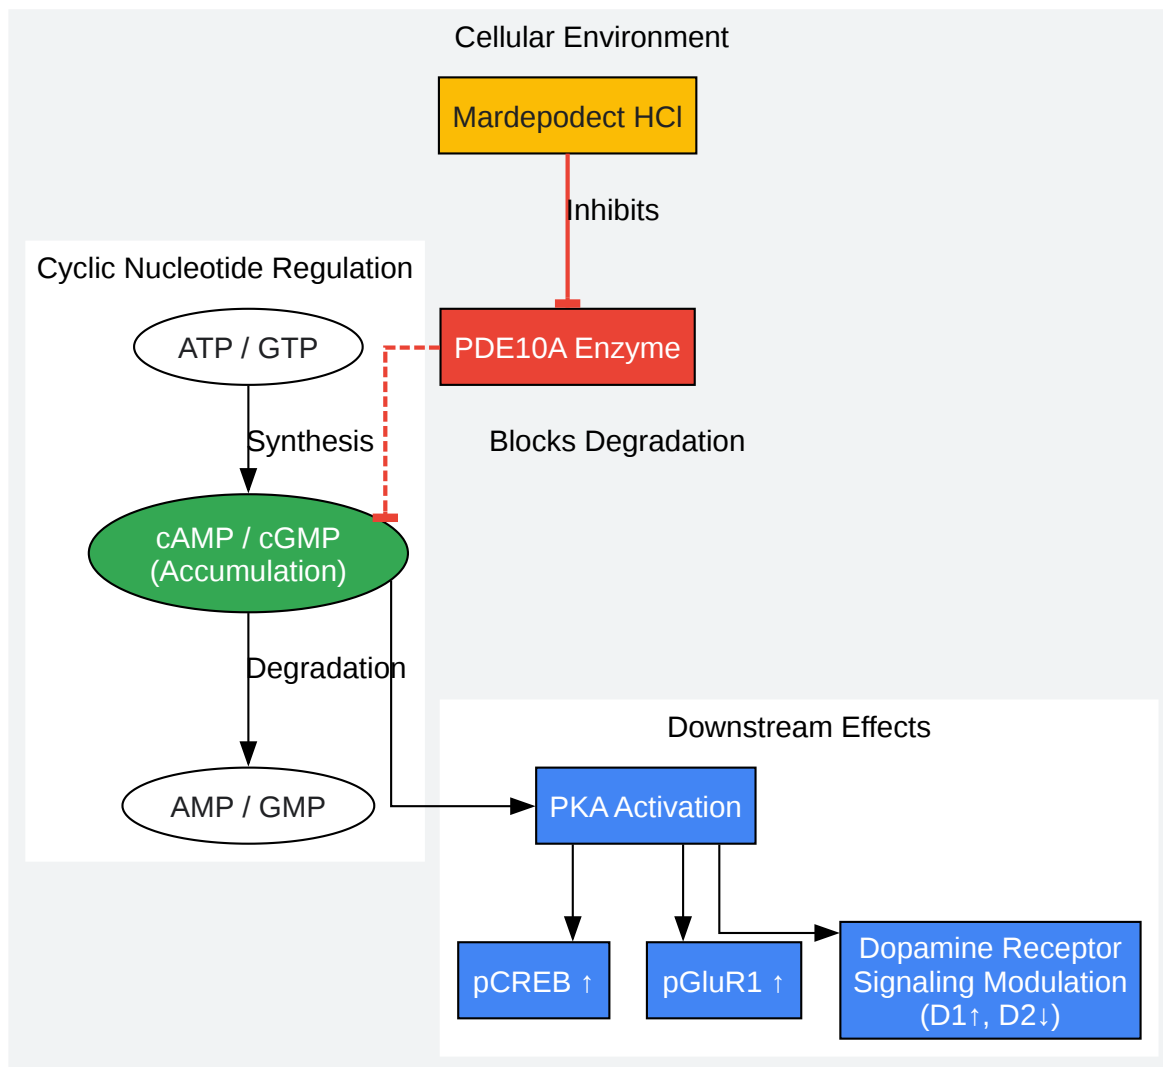 Cellular Environment
Mardepodect HCl
Inhibits
Cyclic Nucleotide Regulation
ATP / GTP
PDE10A Enzyme
Synthesis
Blocks Degradation
cAMP / cGMP
(Accumulation)
Degradation
AMP / GMP
Downstream Effects
PKA Activation
pCREB ↑
pGluR1 ↑
Dopamine Receptor
Signaling Modulation
(D1↑, D2↓)